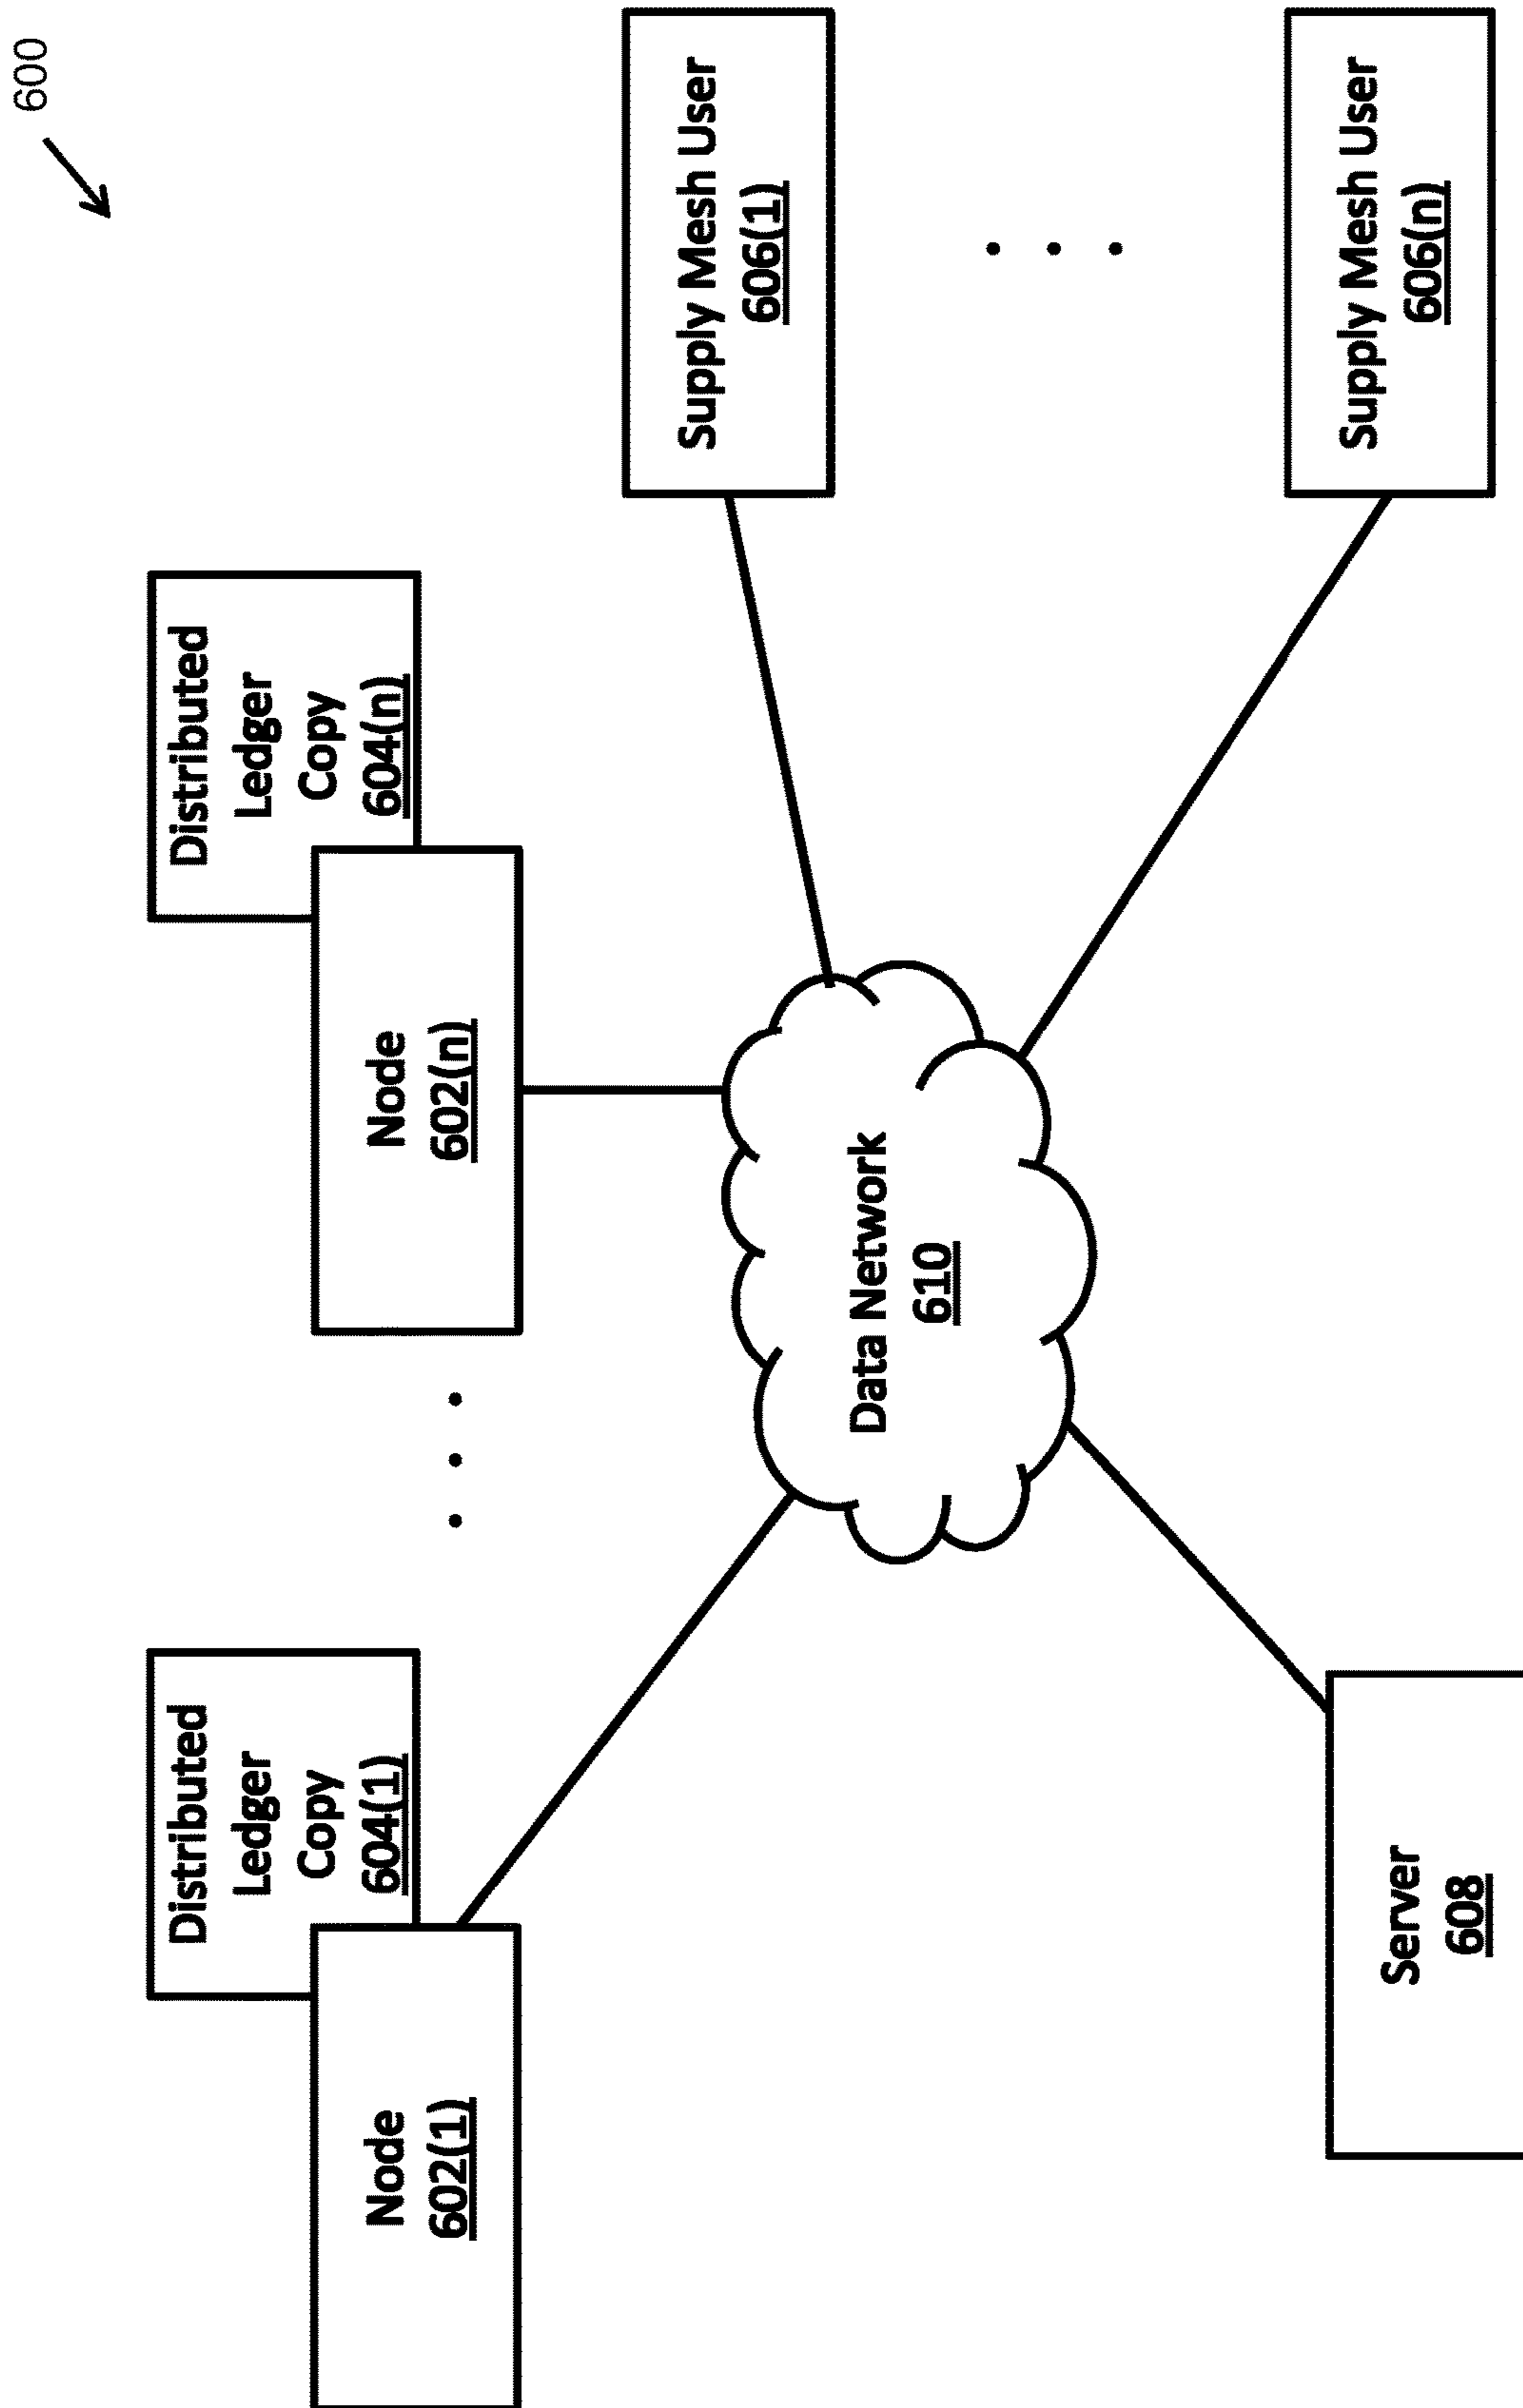 600
Distributed
Ledger
Copy
604(1)
Node
602(1)
Distributed
Ledger
Copy
604(n)
Node
602(n)
Supply Mesh User
606(1)
Data Network
610
Server
608
Supply Mesh User
606(n)